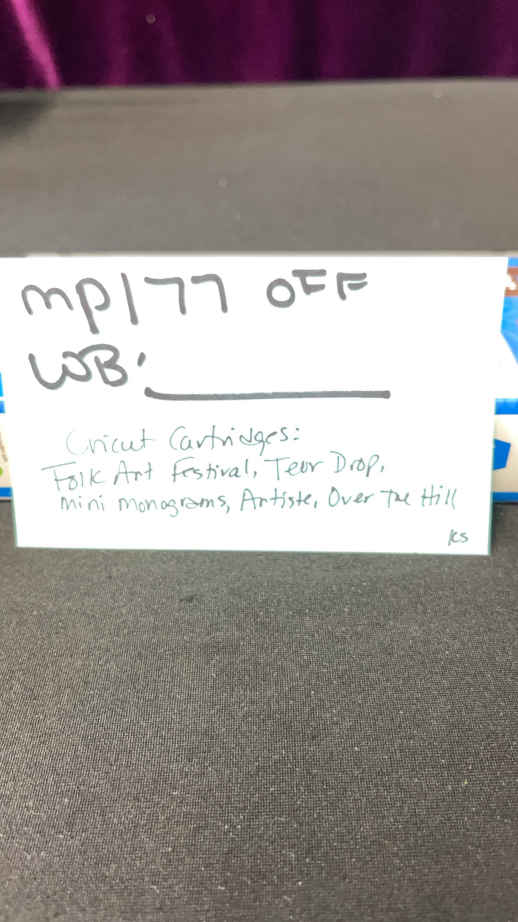 MP177 OFF
WB:
Cricut Cartridges:
Folk Art Festival, Tear Drop,
Mini Monograms, Artiste, Over The Hill
KS